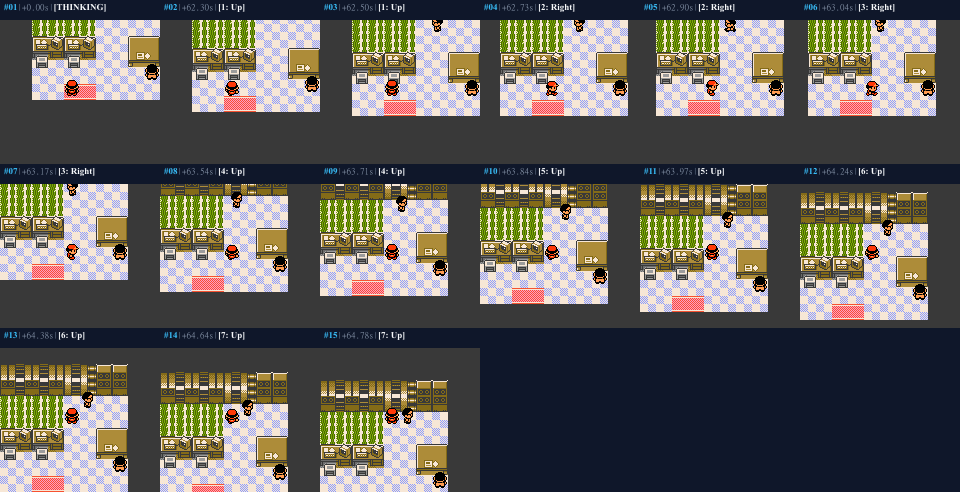 #01|+0.00s|[THINKING]
#02|+62.30s|[1: Up]
#03|+62.50s|[1: Up]
#04|+62.73s|[2: Right]
#05|+62.90s|[2: Right]
#06|+63.04s|[3: Right]
#07|+63.17s|[3: Right]
#08|+63.54s|[4: Up]
#09|+63.71s|[4: Up]
#10|+63.84s|[5: Up]
#11|+63.97s|[5: Up]
#12|+64.24s|[6: Up]
#13|+64.38s|[6: Up]
#14|+64.64s|[7: Up]
#15|+64.78s|[7: Up]